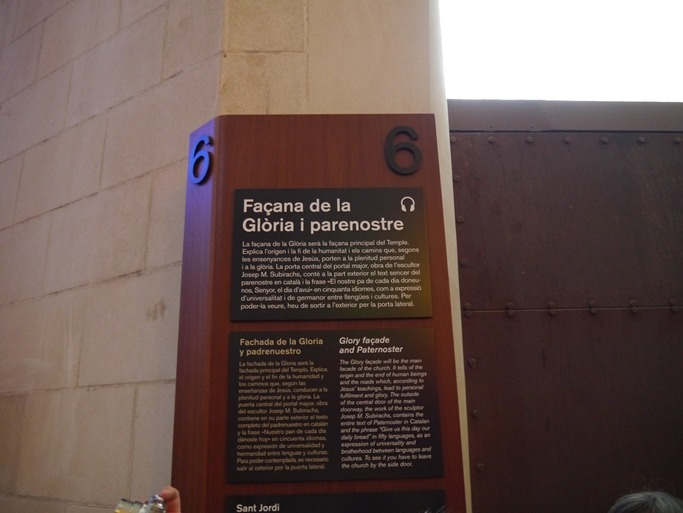 6
6
Façana de la
Glòria i parenostre
La façana de la Glòria serà la façana principal del Temple.
Explica l'origen i la fi de la humanitat i els camins que, segons
les ensenyances de Jesús, porten a la plenitud personal
i a la glòria. La porta central del portal major, obra de l'escultor
Josep M. Subirachs, conté a la part exterior el text sencer del
parenostre en català i la frase «El nostre pa de cada dia doneu-
nos, Senyor, el dia d'avui» en cinquanta idiomes, com a expressió
d'universalitat i de germanor entre llengües i cultures. Per
poder-la veure, heu de sortir a l'exterior per la porta lateral.
Fachada de la Gloria
y padrenuestro
La fachada de la Gloria será la
fachada principal del Templo. Explica
el origen y el fin de la humanidad y
los caminos que, según las
enseñanzas de Jesús, conducen a la
plenitud personal y a la gloria. La
puerta central del portal mayor, obra
del escultor Josep M. Subirachs,
contiene en su parte exterior el texto
completo del padrenuestro en catalán
y la frase «Nuestro pan de cada día
dánosle hoy» en cincuenta idiomas,
como expresión de universalidad y
hermandad entre lenguas y culturas.
Para poder contemplarla, es necesario
salir al exterior por la puerta lateral.
Glory façade
and Paternoster
The Glory façade will be the main
facade of the church. It tells of the
origin and the end of human beings
and the roads which, according to
Jesus' teachings, lead to personal
fulfilment and glory. The outside
of the central door of the main
doorway, the work of the sculptor
Josep M. Subirachs, contains the
entire text of Paternoster in Catalan
and the phrase "Give us this day our
daily bread" in fifty languages, as an
expression of universality and
brotherhood between languages and
cultures. To see it you have to leave
the church by the side door.
Sant Jordi